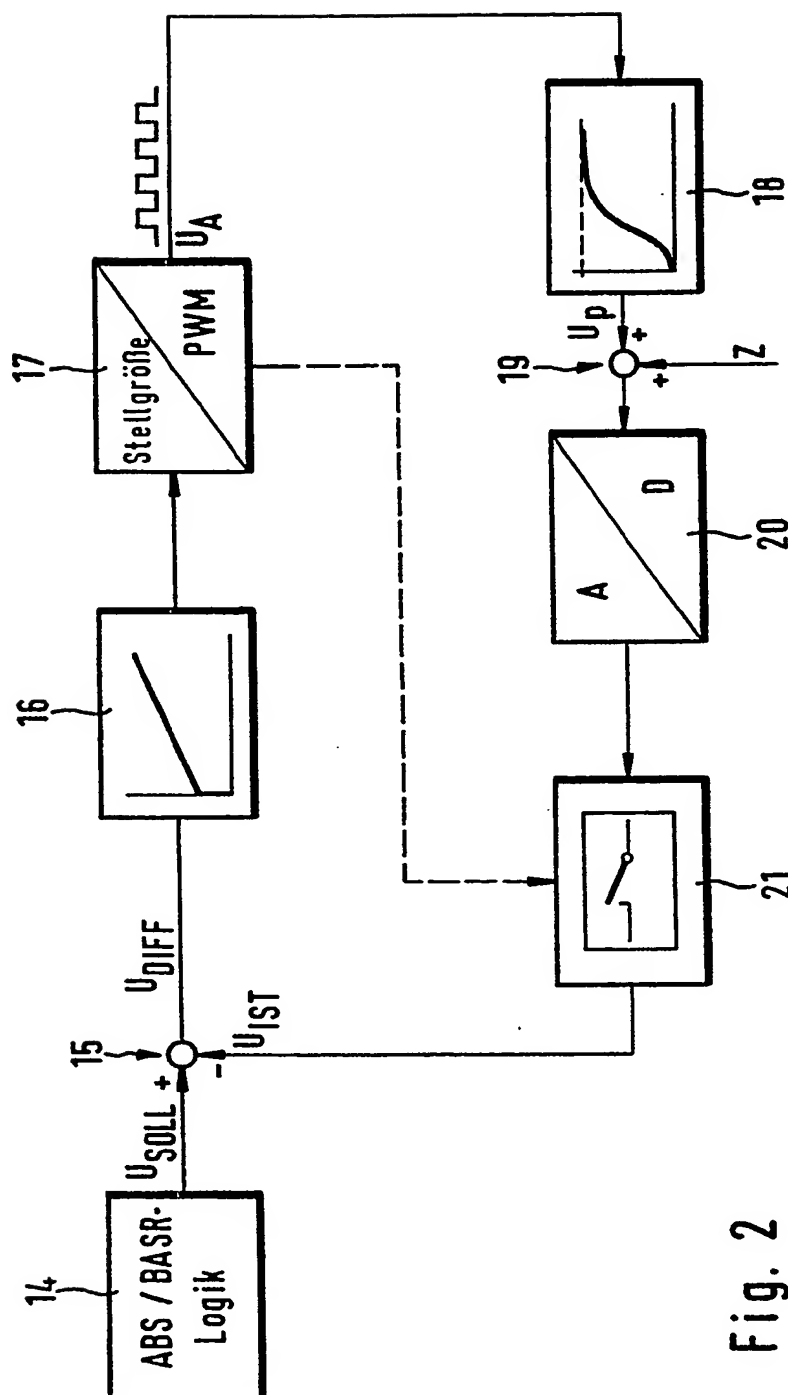 14
ABS / BASR-
Logik
U_SOLL
+
15
-
U_IST
U_DIFF
16
17
Stellgröße
PWM
U_A
18
U_p
+
19
+
Z
20
A
D
21
Fig. 2